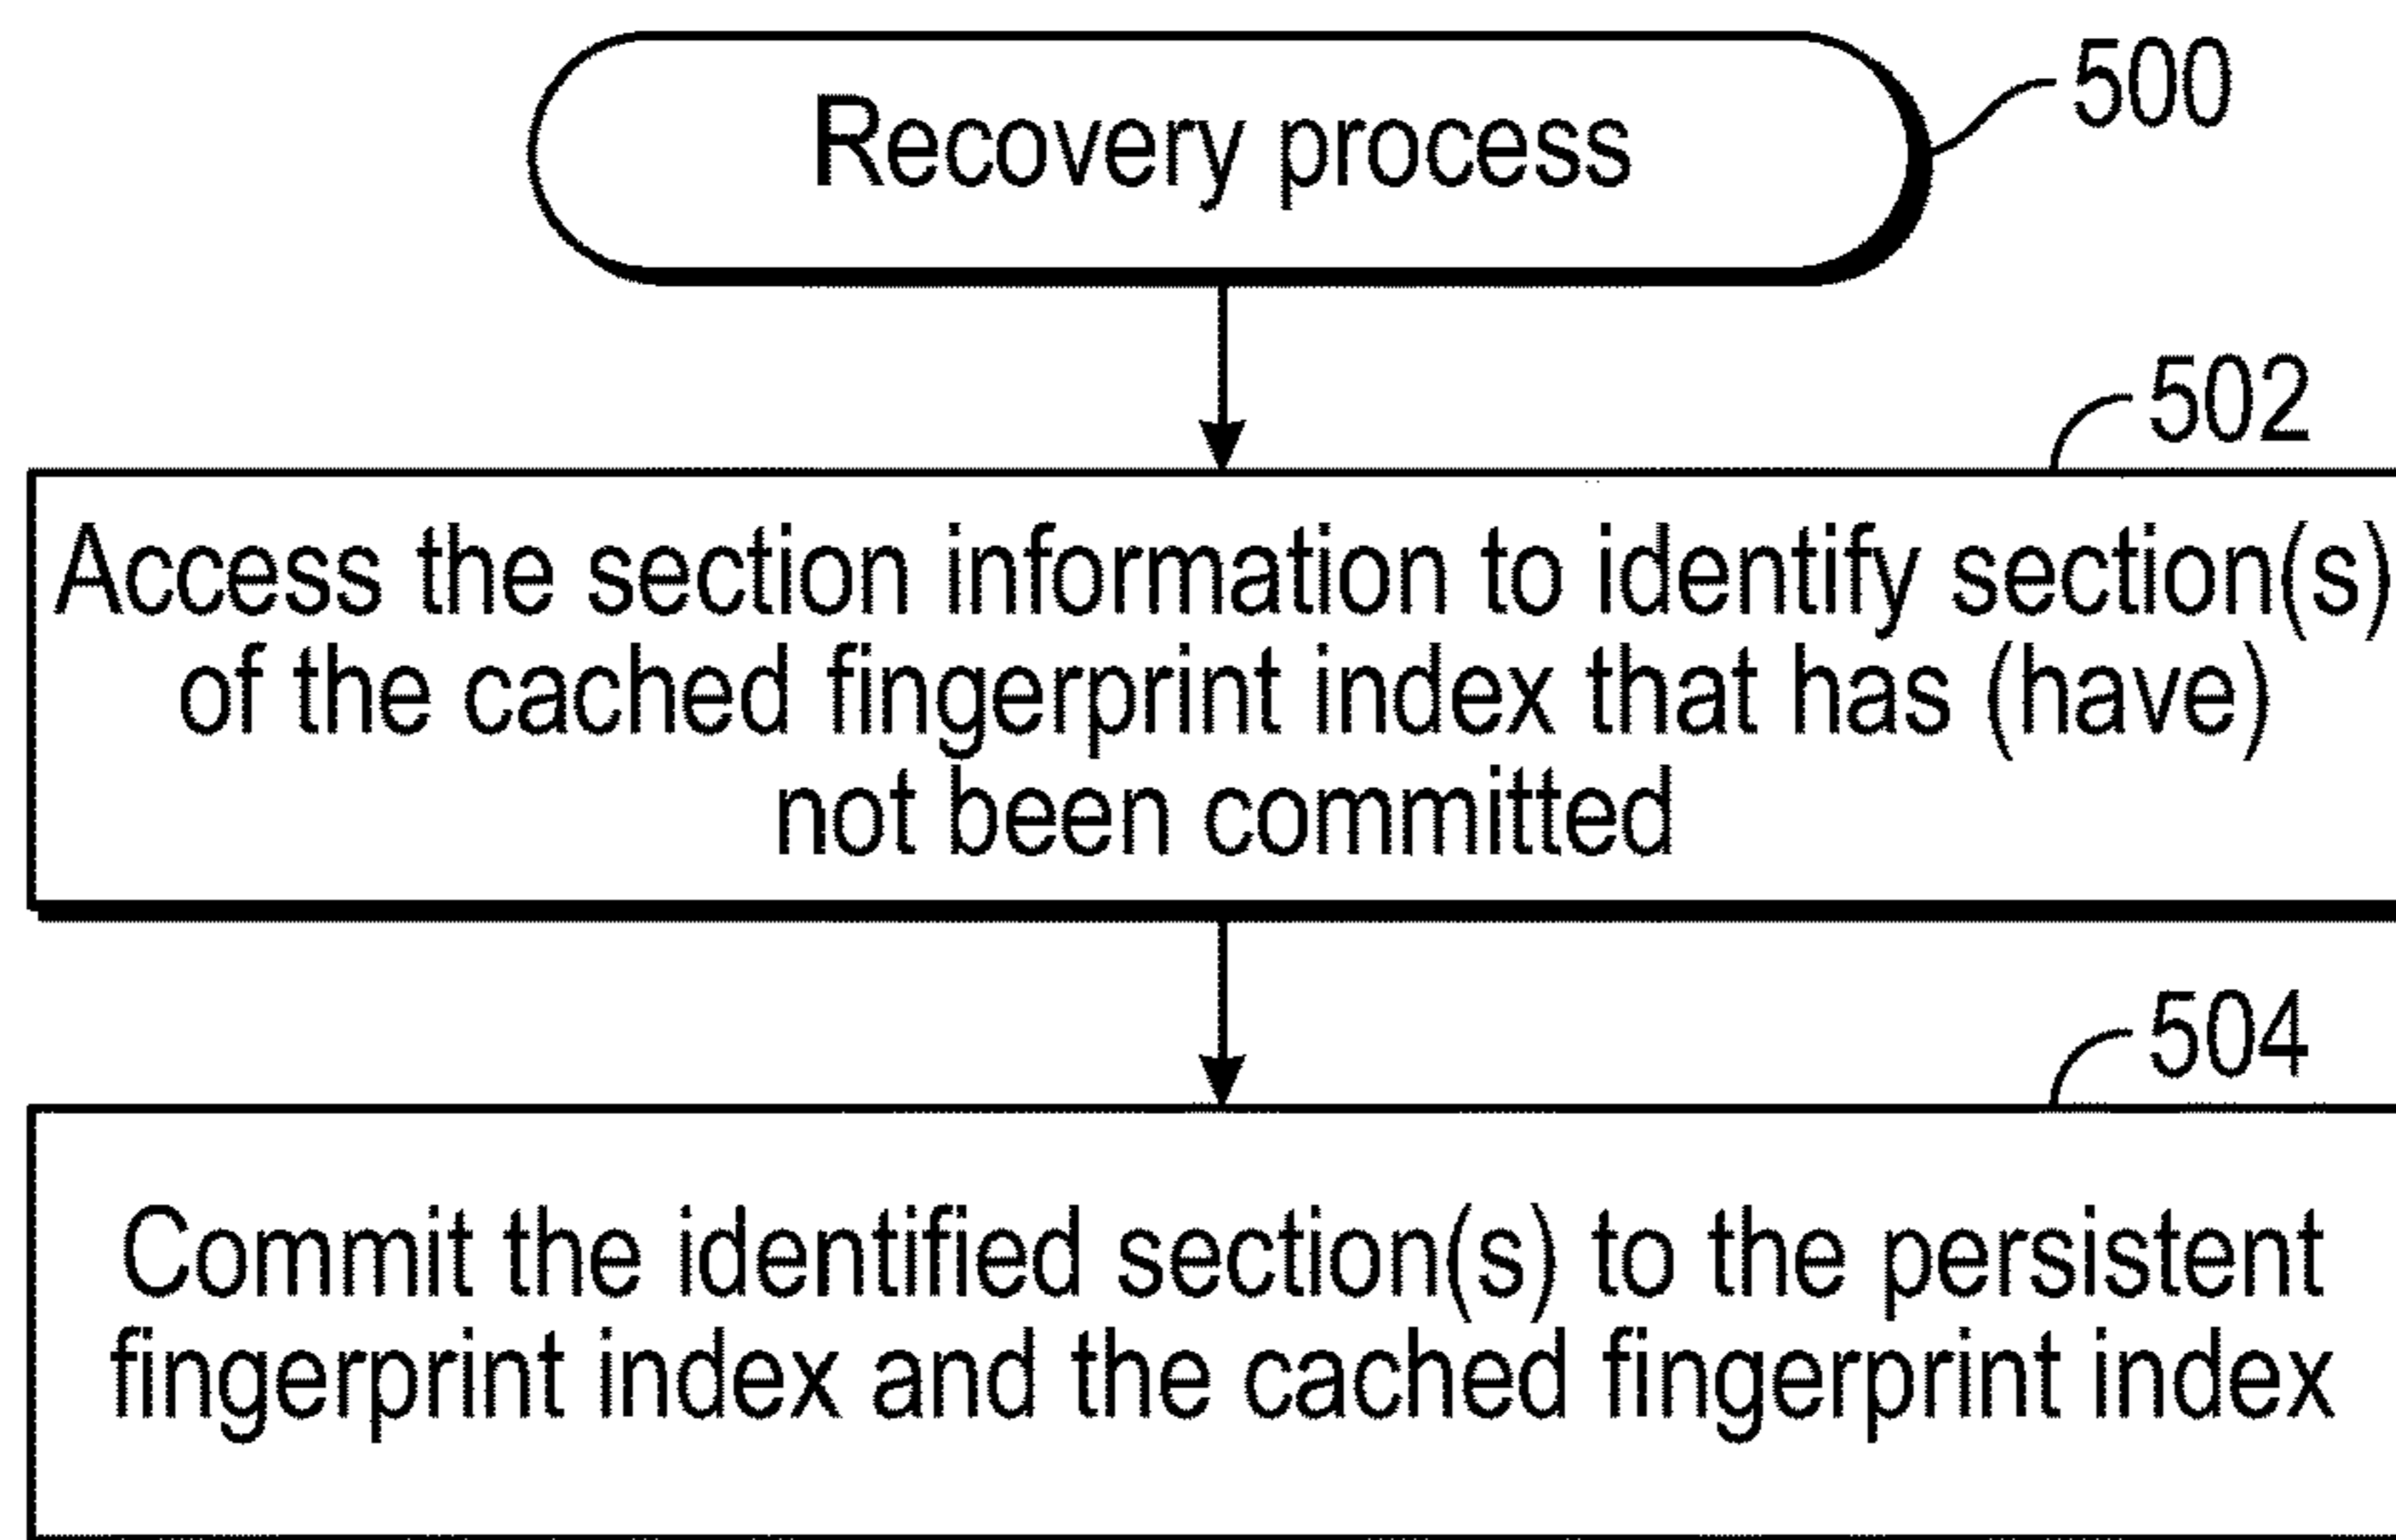 Recovery process
500
502
Access the section information to identify section(s)
of the cached fingerprint index that has (have)
not been committed
504
Commit the identified section(s) to the persistent
fingerprint index and the cached fingerprint index